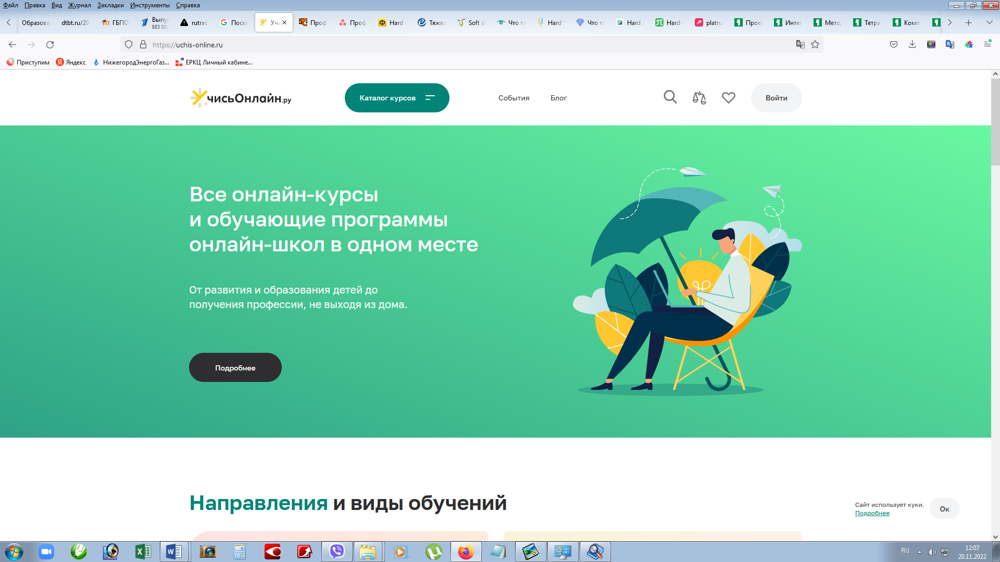 Файл Правка Вид Журнал Закладки Инструменты Справка
Образова dtbt.ru/20 ГБПО Выпу БЕЗ ЗВ rutrac Посм Учи Проф Проф Hard Тяжел Soft s Что та Hard S Что та Hard s Hard- platru Прое Интер Мето Тетра Комп
https://uchis-online.ru
Приступим Яндекс НижегородЭнергоГаз... ЕРКЦ Личный кабине...
чисьОнлайн.ру
Каталог курсов
События
Блог
Войти
Все онлайн-курсы
и обучающие программы
онлайн-школ в одном месте
От развития и образования детей до
получения профессии, не выходя из дома.
Подробнее
Направления и виды обучений
Сайт использует куки.
Подробнее
Ок
RU
12:07
20.11.2022